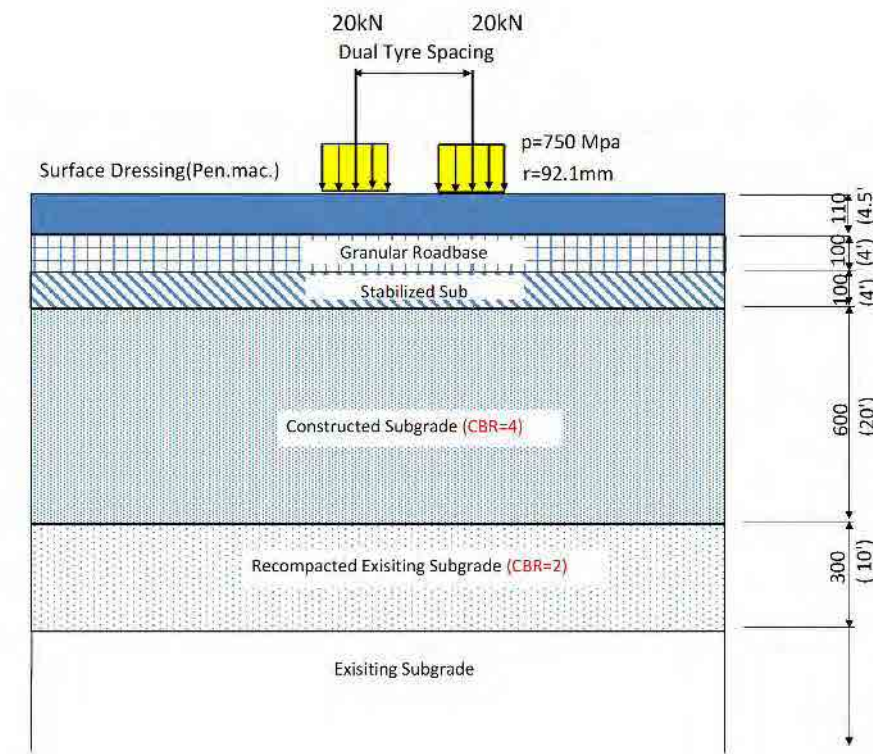 20kN 20kN
Dual Tyre Spacing
p=750 Mpa
Surface Dressing(Pen.mac.)
r=92.1mm
110
(4.5'
Granular Roadbase
100
(4')
Stabilized Sub
100
(4')
Constructed Subgrade (CBR=4)
600
(20')
Recompacted Exisiting Subgrade (CBR=2)
300
( 10')
Exisiting Subgrade